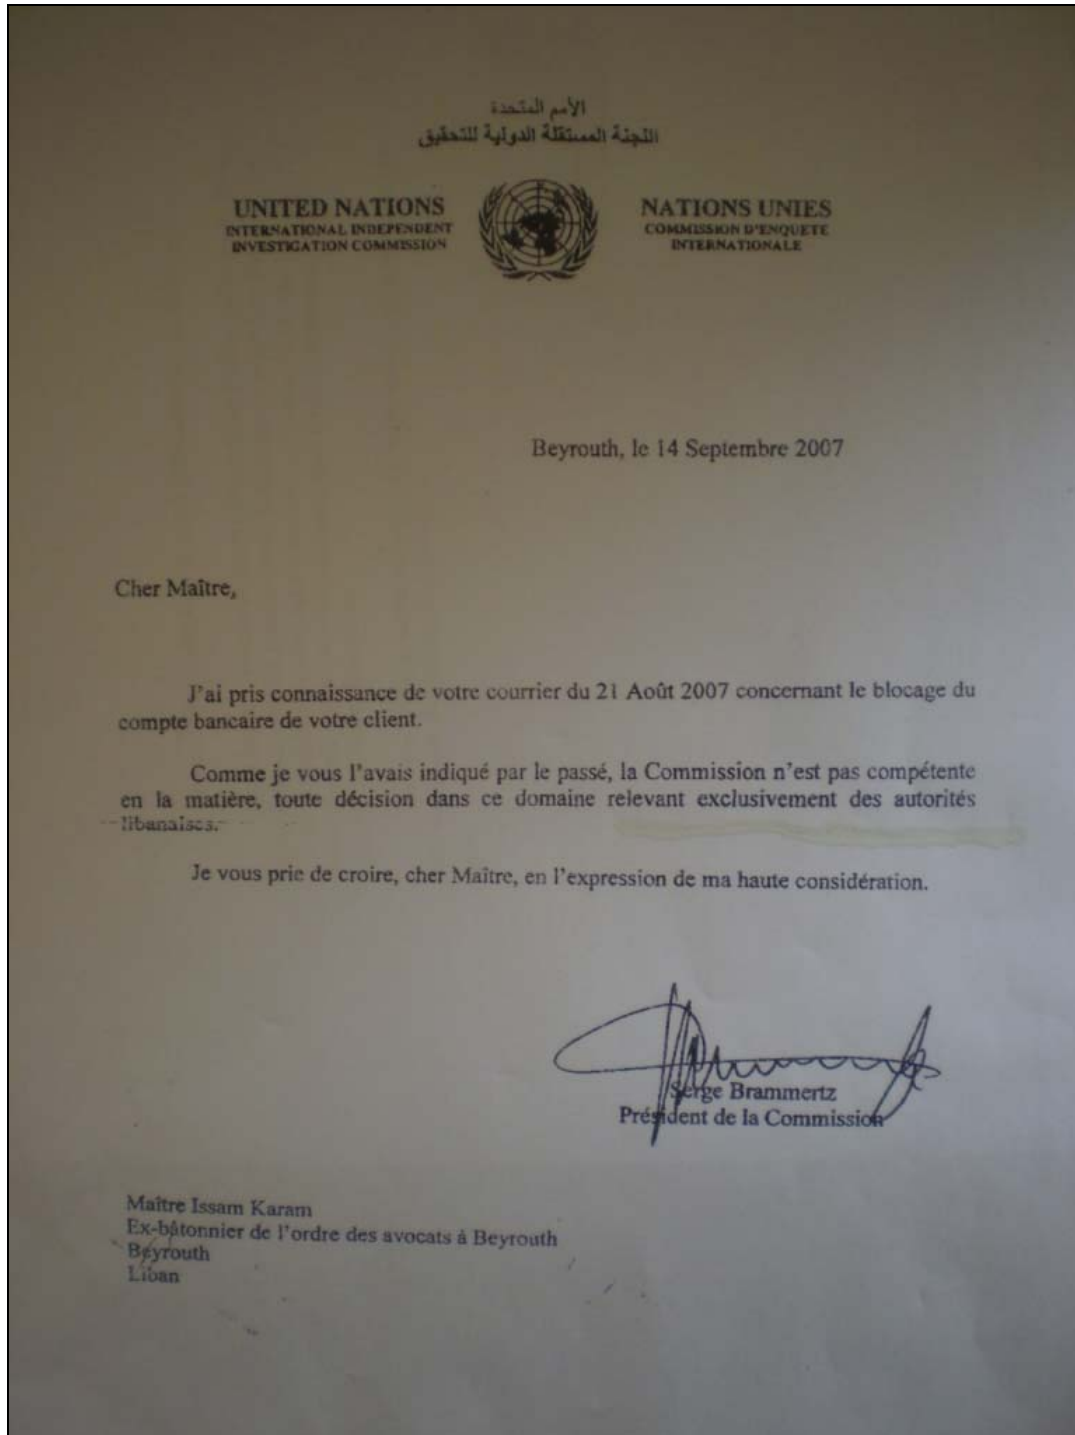 الأمم المتحدة
اللجنة المستقلة الدولية للتحقيق
UNITED NATIONS
INTERNATIONAL INDEPENDENT
INVESTIGATION COMMISSION
NATIONS UNIES
COMMISSION D'ENQUETE
INTERNATIONALE
Beyrouth, le 14 Septembre 2007
Cher Maître,
J'ai pris connaissance de votre courrier du 21 Août 2007 concernant le blocage du
compte bancaire de votre client.
Comme je vous l'avais indiqué par le passé, la Commission n'est pas compétente
en la matière, toute décision dans ce domaine relevant exclusivement des autorités
libanaises.
Je vous prie de croire, cher Maître, en l'expression de ma haute considération.
Serge Brammertz
Président de la Commission
Maître Issam Karam
Ex-bâtonnier de l'ordre des avocats à Beyrouth
Beyrouth
Liban